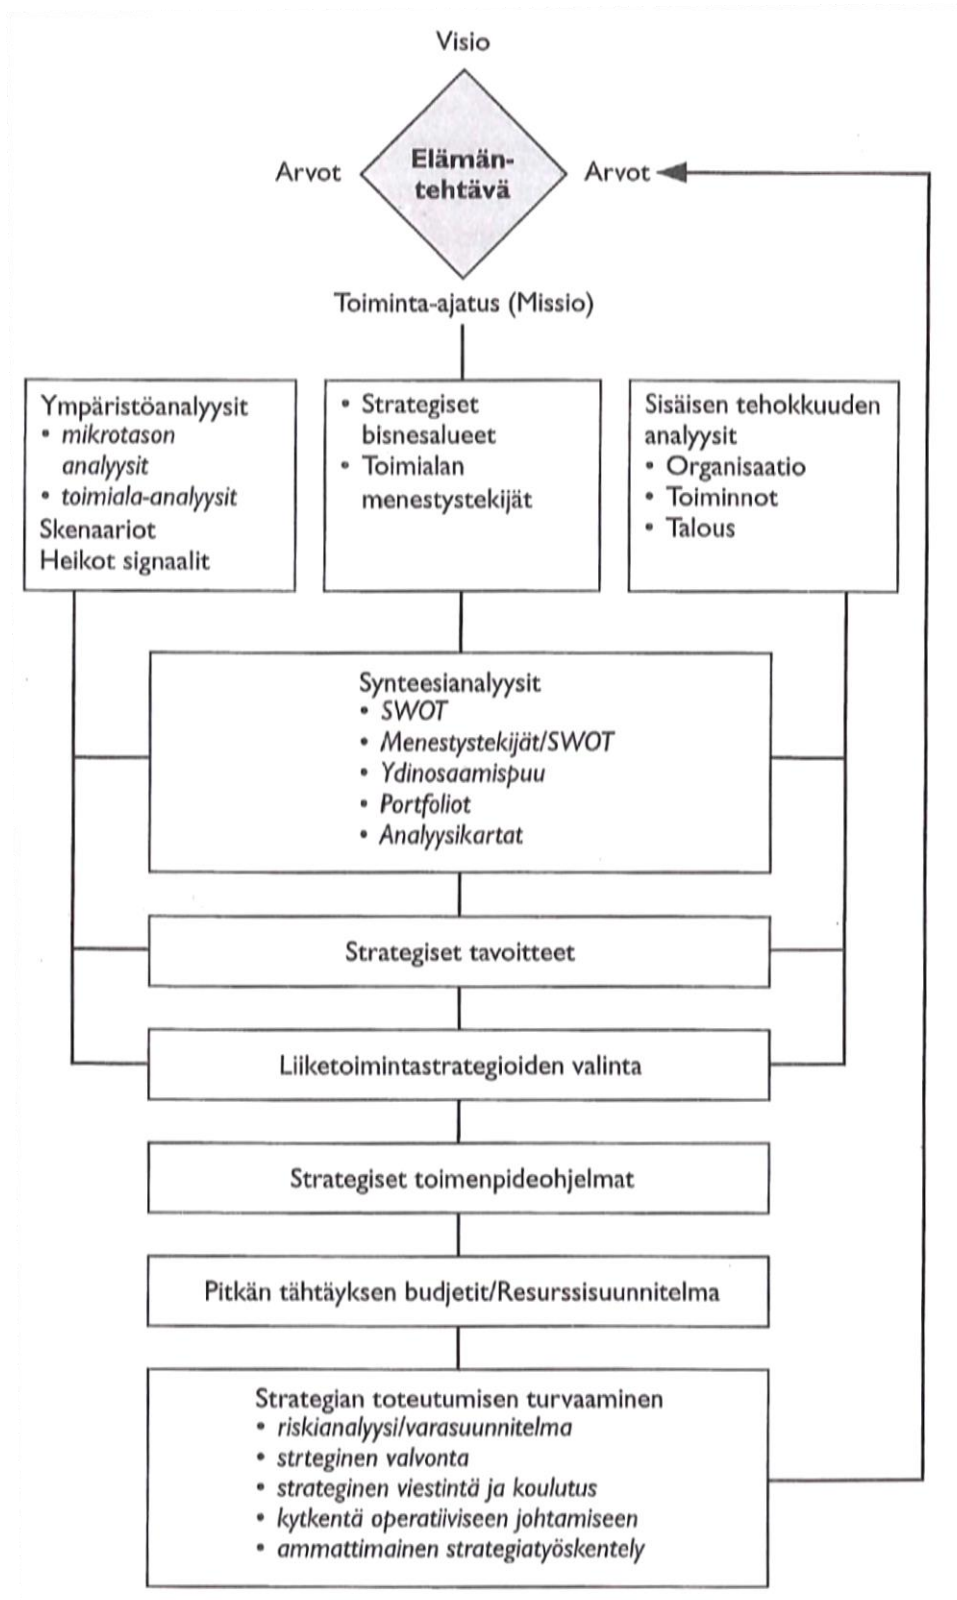 Visio
Arvot
Elämän-
tehtävä
Arvot
Toiminta-ajatus (Missio)
Ympäristöanalyysit
• mikrotason
analyysit
• toimiala-analyysit
Skenaariot
Heikot signaalit
• Strategiset
bisnesalueet
• Toimialan
menestystekijät
Sisäisen tehokkuuden
analyysit
• Organisaatio
• Toiminnot
• Talous
Synteesianalyysit
• SWOT
• Menestystekijät/SWOT
• Ydinosaamispuu
• Portfoliot
• Analyysikartat
Strategiset tavoitteet
Liiketoimintastrategioiden valinta
Strategiset toimenpideohjelmat
Pitkän tähtäyksen budjetit/Resurssisuunnitelma
Strategian toteutumisen turvaaminen
• riskianalyysi/varasuunnitelma
• strteginen valvonta
• strateginen viestintä ja koulutus
• kytkentä operatiiviseen johtamiseen
• ammattimainen strategiatyöskentely